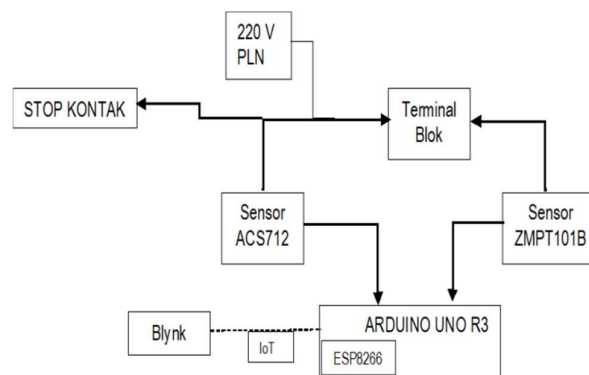 220 V
PLN
STOP KONTAK
Terminal
Blok
Sensor
ACS712
Sensor
ZMPT101B
ARDUINO UNO R3
Blynk
IoT
ESP8266